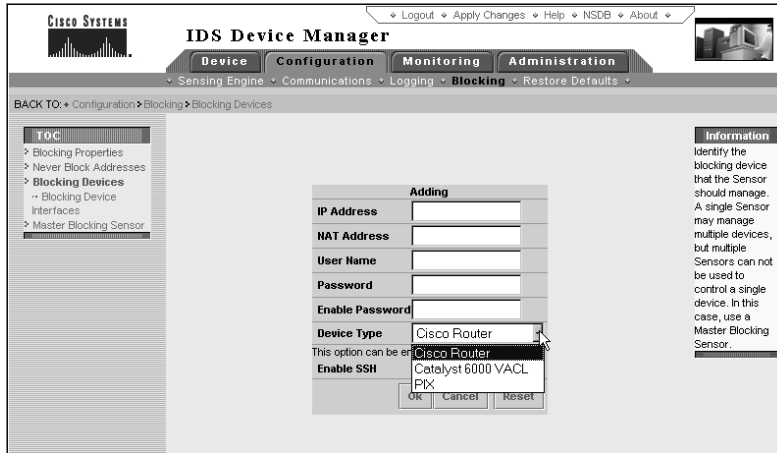 CISCO SYSTEMS
Logout Apply Changes Help NSDB About
IDS Device Manager
Device Configuration Monitoring Administration
Sensing Engine Communications Logging Blocking Restore Defaults
BACK TO: Configuration Blocking Blocking Devices
TOC
Blocking Properties
Never Block Addresses
Blocking Devices
Blocking Device
Interfaces
Master Blocking Sensor
Adding
IP Address
NAT Address
User Name
Password
Enable Password
Device Type Cisco Router
This option can be en
Cisco Router
Catalyst 6000 VACL
PIX
Enable SSH
Ok Cancel Reset
Information
Identify the
blocking device
that the Sensor
should manage.
A single Sensor
may manage
multiple devices,
but multiple
Sensors can not
be used to
control a single
device. In this
case, use a
Master Blocking
Sensor.